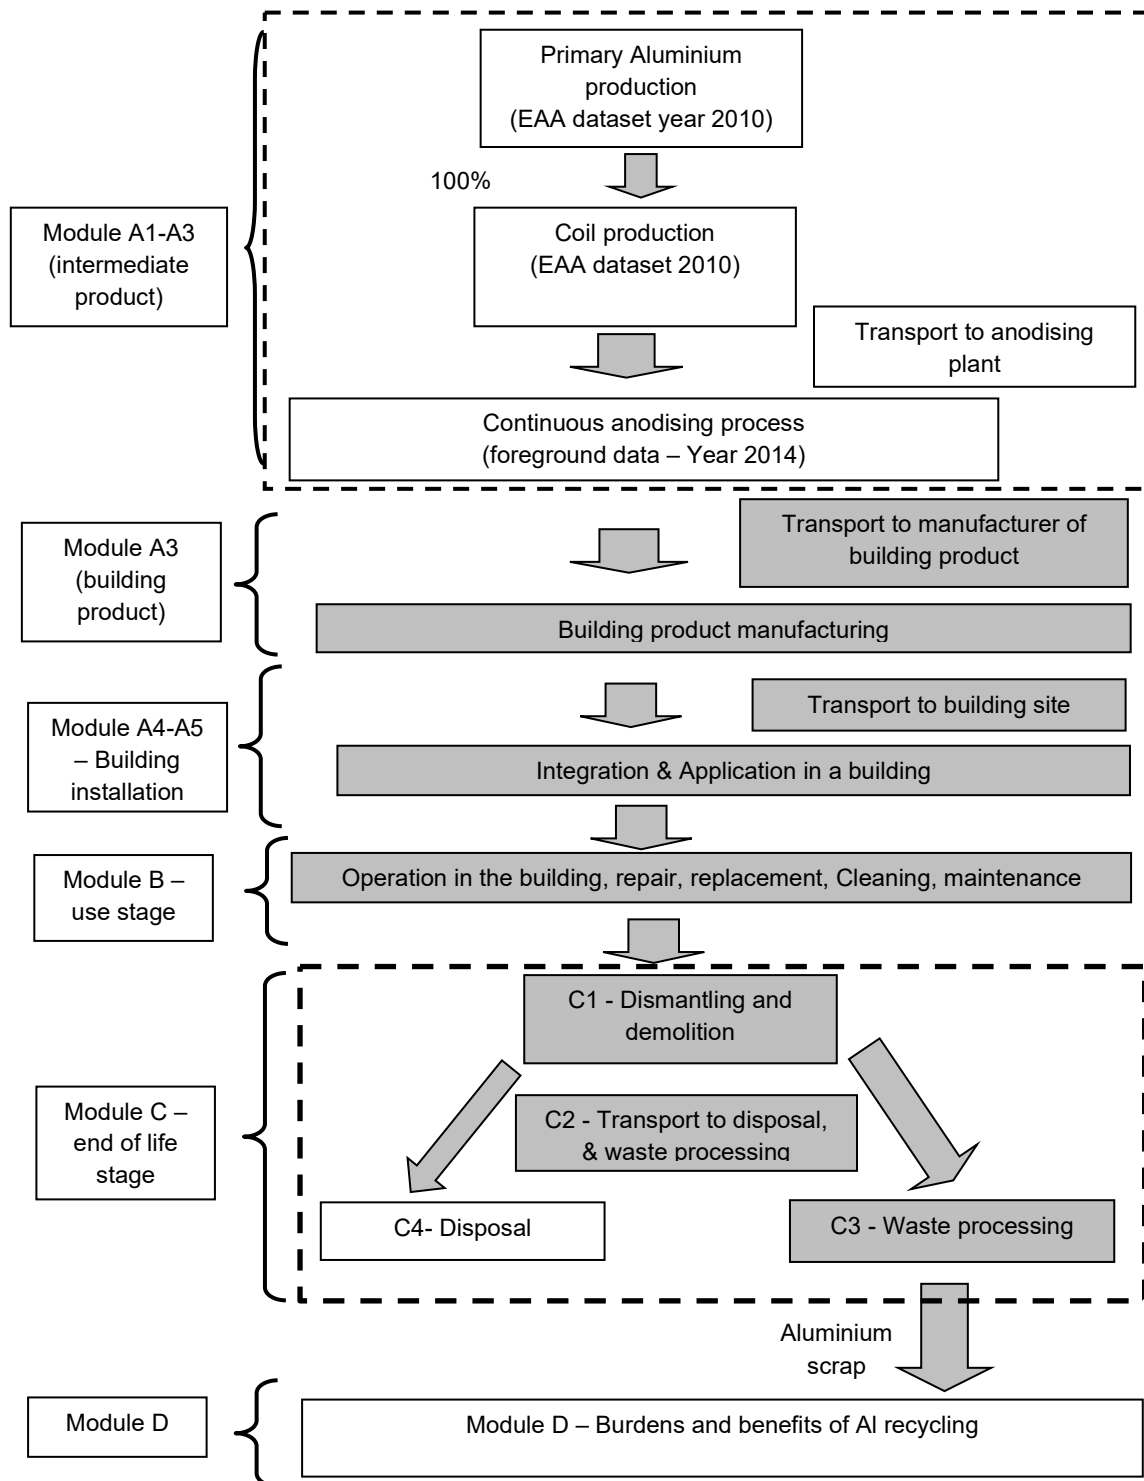 Primary Aluminium
production
(EAA dataset year 2010)
100%
Module A1-A3
(intermediate
product)
Coil production
(EAA dataset 2010)
Transport to anodising
plant
Continuous anodising process
(foreground data – Year 2014)
Module A3
(building
product)
Transport to manufacturer of
building product
Building product manufacturing
Module A4-A5
– Building
installation
Transport to building site
Integration & Application in a building
Module B –
use stage
Operation in the building, repair, replacement, Cleaning, maintenance
Module C –
end of life
stage
C1 - Dismantling and
demolition
C2 - Transport to disposal,
& waste processing
C4- Disposal
C3 - Waste processing
Aluminium
scrap
Module D
Module D – Burdens and benefits of Al recycling